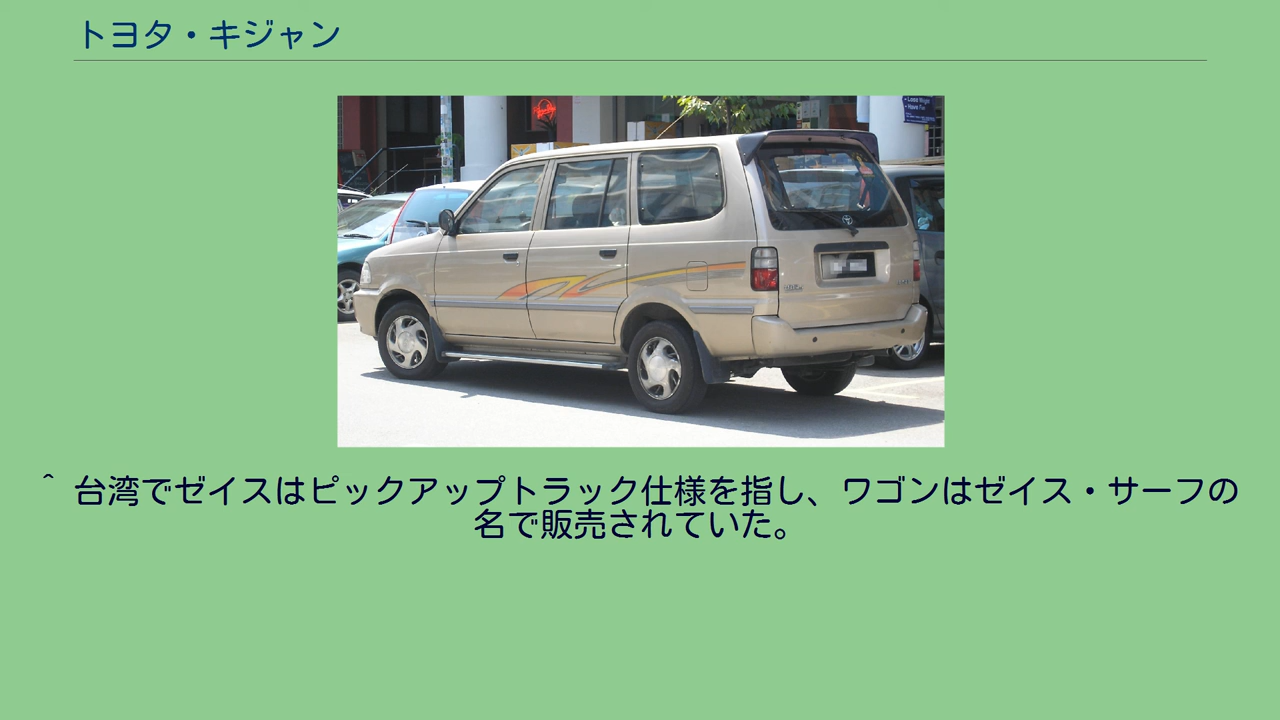 トヨタ・キジャン
^ 台湾でゼイスはピックアップトラック仕様を指し、ワゴンはゼイス・サーフの
名で販売されていた。